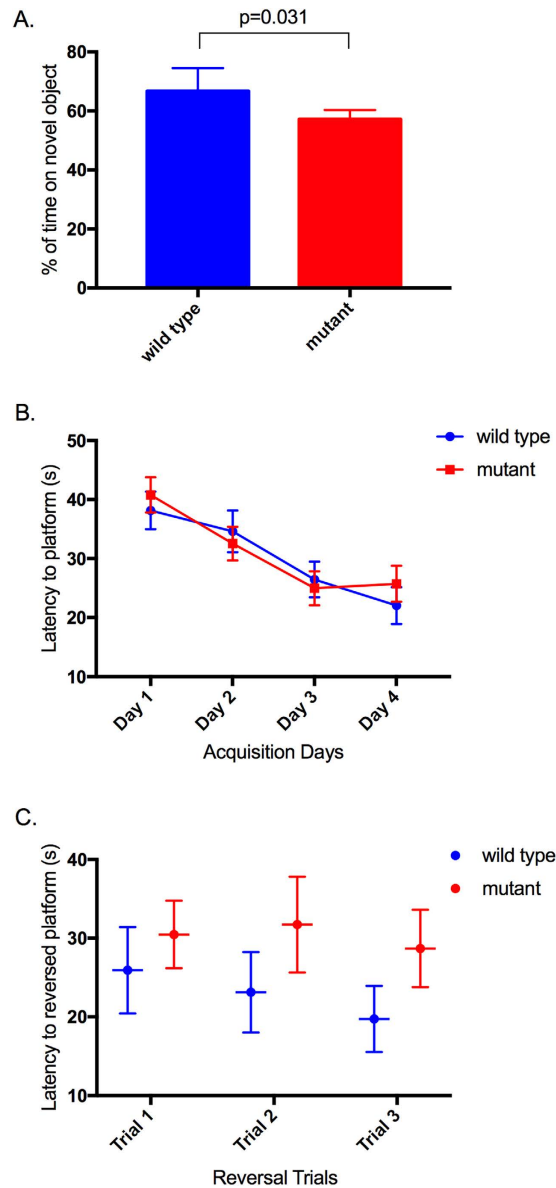 A.
p=0.031
80
60
40
20
0
% of time on novel object
wild type
mutant
B.
wild type
mutant
50
40
30
20
10
Latency to platform (s)
Day 1
Day 2
Day 3
Day 4
Acquisition Days
C.
wild type
mutant
40
30
20
10
Latency to reversed platform (s)
Trial 1
Trial 2
Trial 3
Reversal Trials